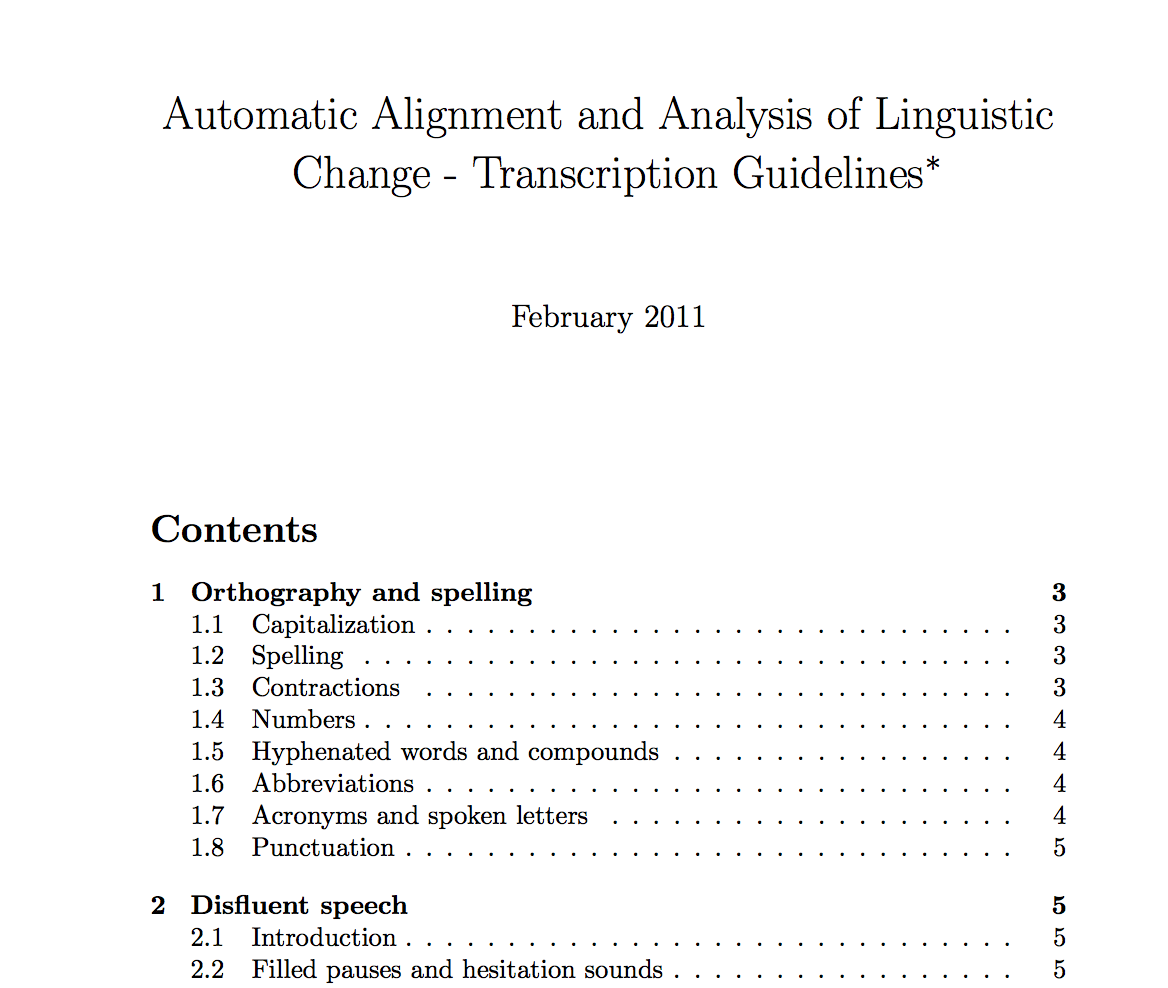 Automatic Alignment and Analysis of Linguistic
Change - Transcription Guidelines*
February 2011
Contents
1 Orthography and spelling 3
1.1 Capitalization . . . . . . . . . . . . . . . . . . . . . . . . . . . . . 3
1.2 Spelling . . . . . . . . . . . . . . . . . . . . . . . . . . . . . . . . 3
1.3 Contractions . . . . . . . . . . . . . . . . . . . . . . . . . . . . . 3
1.4 Numbers . . . . . . . . . . . . . . . . . . . . . . . . . . . . . . . . 4
1.5 Hyphenated words and compounds . . . . . . . . . . . . . . . . . 4
1.6 Abbreviations . . . . . . . . . . . . . . . . . . . . . . . . . . . . . 4
1.7 Acronyms and spoken letters . . . . . . . . . . . . . . . . . . . . 4
1.8 Punctuation . . . . . . . . . . . . . . . . . . . . . . . . . . . . . . 5
2 Disfluent speech 5
2.1 Introduction . . . . . . . . . . . . . . . . . . . . . . . . . . . . . . 5
2.2 Filled pauses and hesitation sounds . . . . . . . . . . . . . . . . . 5